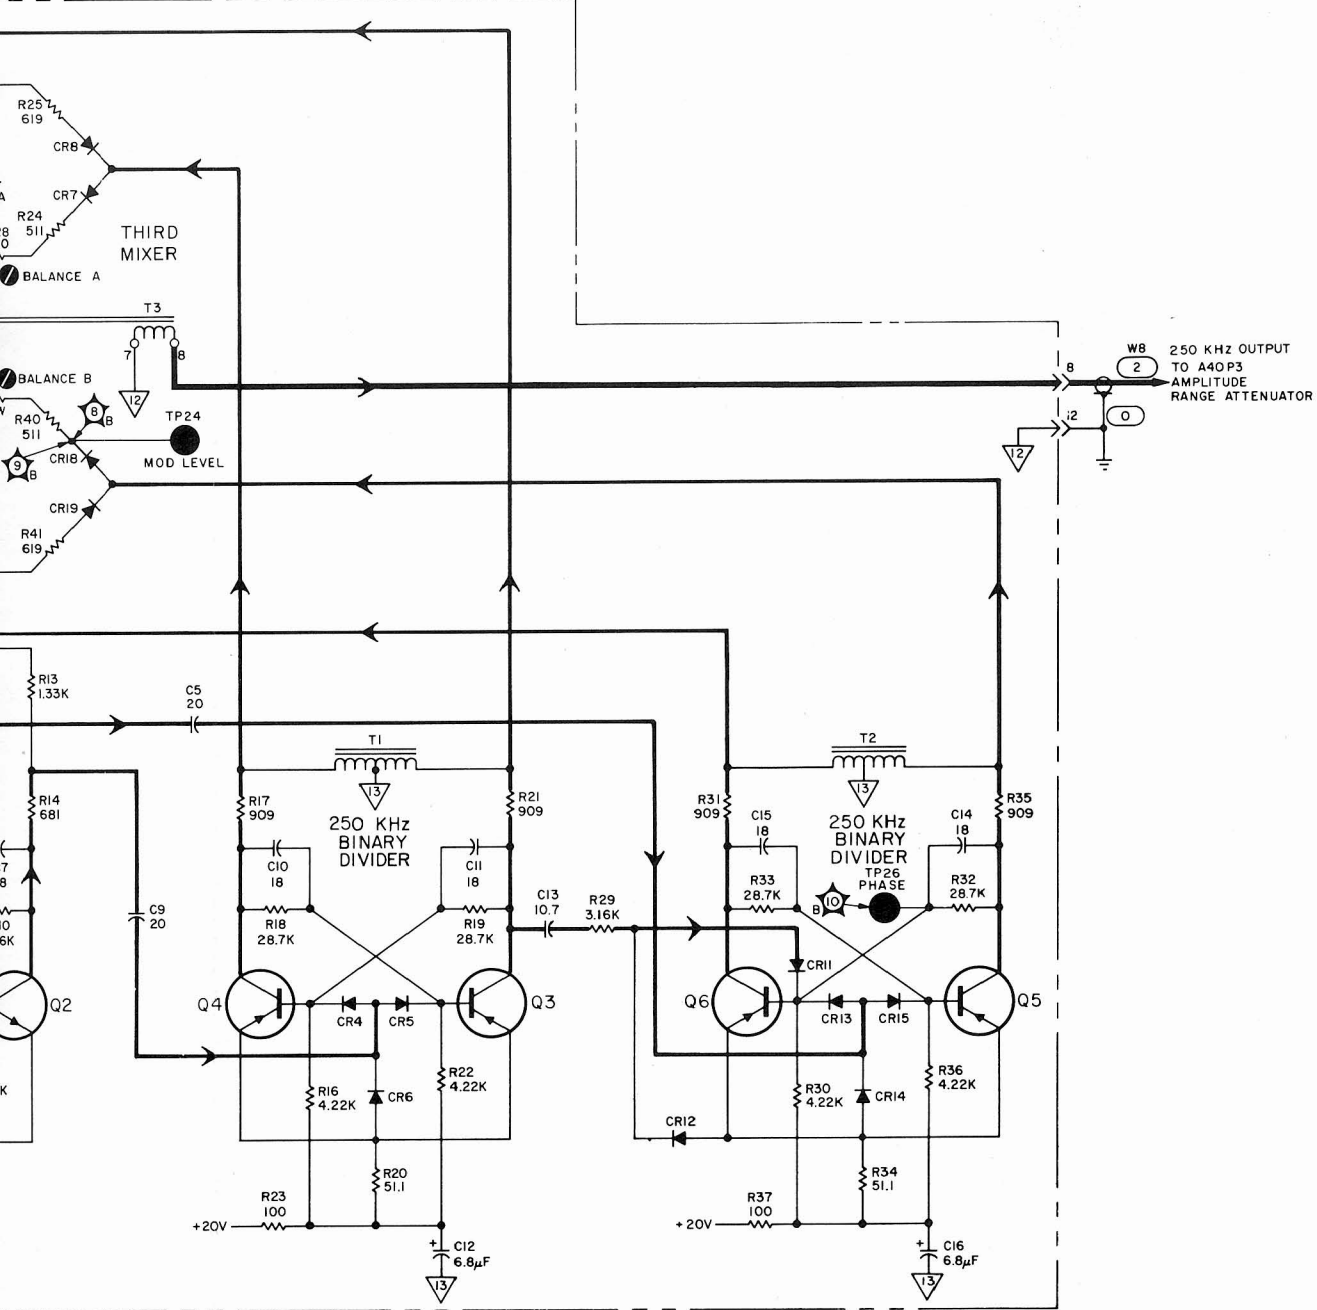 R25
619
CR8
CR7
R24
511
THIRD
MIXER
BALANCE A
T3
7
8
12
BALANCE B
R40
511
8
B
TP24
MOD LEVEL
9
B
CR18
CR19
R41
619
8
W8
2
250 KHz OUTPUT
TO A40P3
AMPLITUDE
RANGE ATTENUATOR
12
0
12
R13
1.33K
C5
20
R14
681
C9
20
Q2
K
T1
13
250 KHz
BINARY
DIVIDER
R17
909
R21
909
C10
18
C11
18
R18
28.7K
R19
28.7K
Q4
Q3
CR4
CR5
CR6
R16
4.22K
R22
4.22K
R20
51.1
R23
100
+20V
C12
+
6.8µF
13
C13
10.7
R29
3.16K
T2
13
250 KHz
BINARY
DIVIDER
TP26
PHASE
10
B
R31
909
R35
909
C15
18
C14
18
R33
28.7K
R32
28.7K
CR11
Q6
Q5
CR13
CR15
CR14
CR12
R30
4.22K
R36
4.22K
R34
51.1
R37
100
+20V
C16
+
6.8µF
13